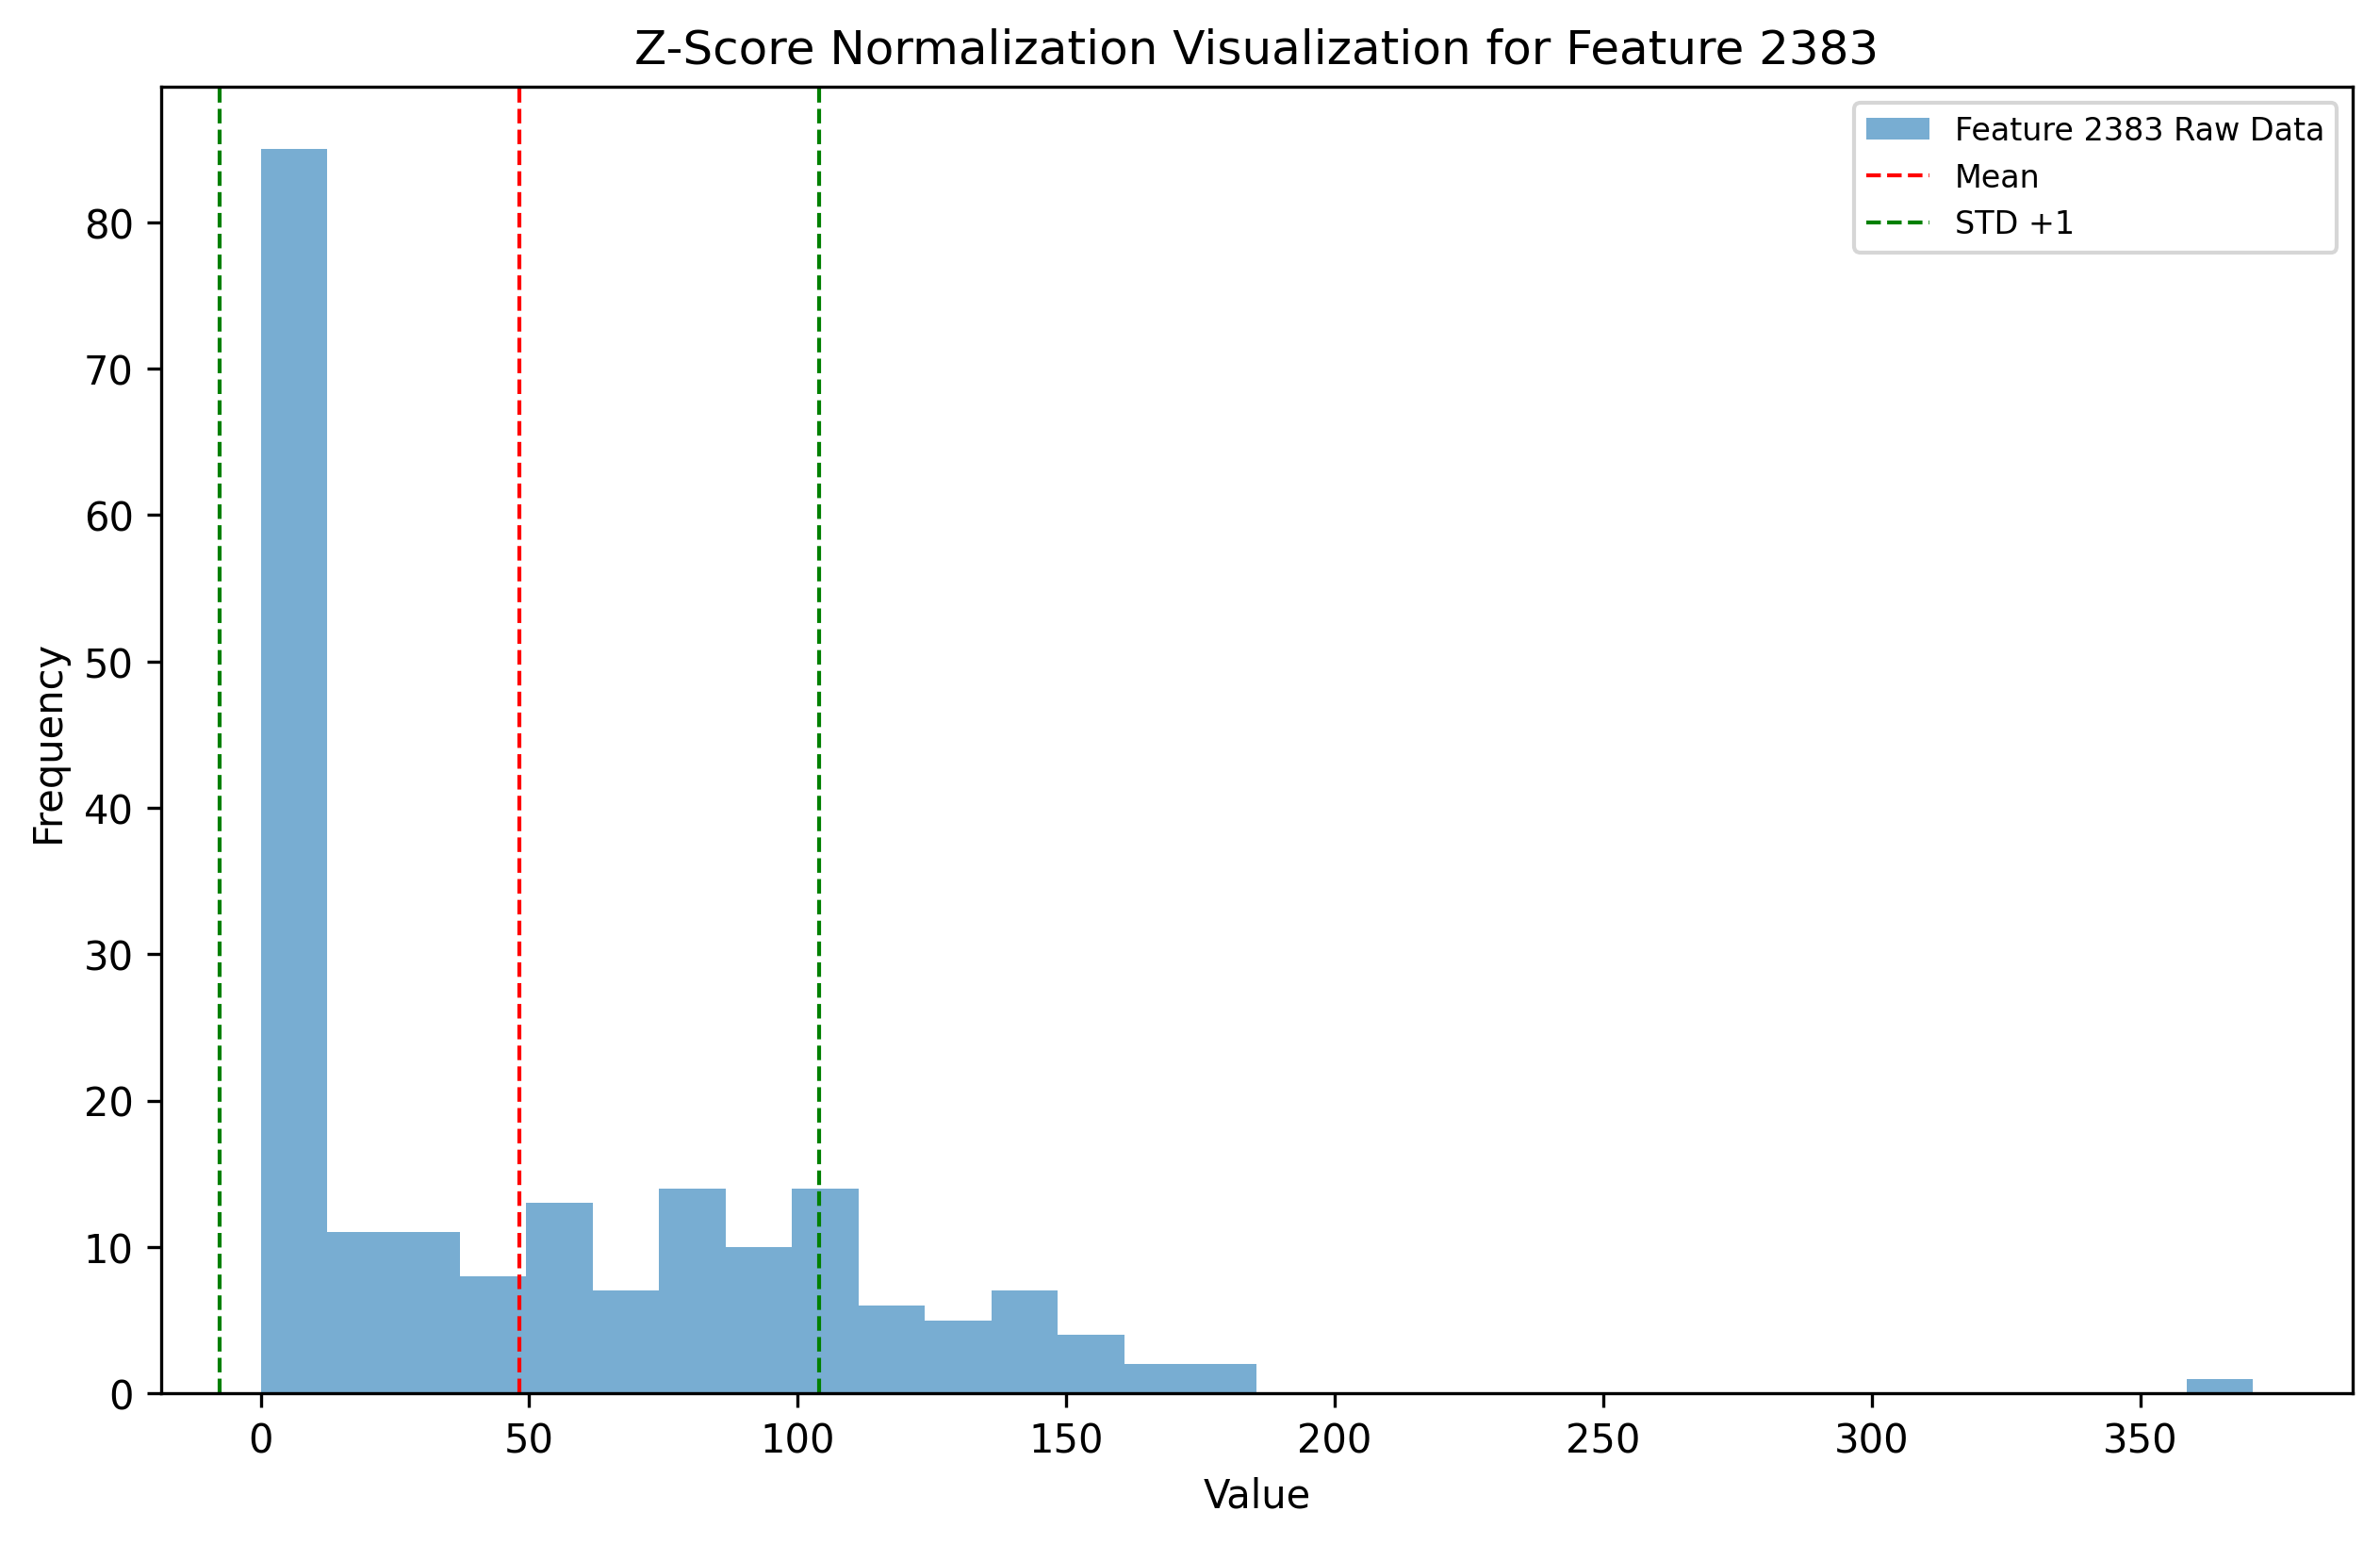 Z-Score Normalization Visualization for Feature 2383
Feature 2383 Raw Data
Mean
STD +1
80
70
60
50
40
30
20
10
0
Frequency
0 50 100 150 200 250 300 350
Value